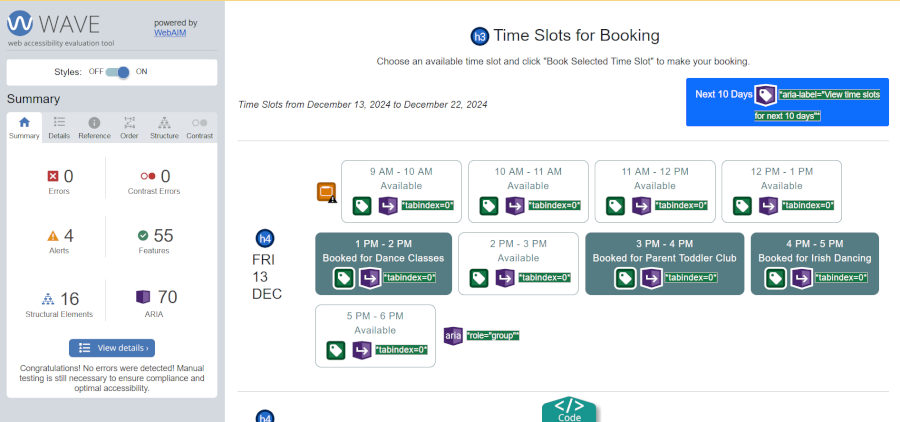 WAVE
powered by
WebAIM
web accessibility evaluation tool
Styles: OFF ON
Summary
Summary Details Reference Order Structure Contrast
0 Errors
0 Contrast Errors
4 Alerts
55 Features
16 Structural Elements
70 ARIA
View details ›
Congratulations! No errors were detected! Manual
testing is still necessary to ensure compliance and
optimal accessibility.
h3 Time Slots for Booking
Choose an available time slot and click "Book Selected Time Slot" to make your booking.
Time Slots from December 13, 2024 to December 22, 2024
Next 10 Days *aria-label="View time slots
for next 10 days"*
h4
FRI
13
DEC
9 AM - 10 AM
Available
*tabindex=0*
10 AM - 11 AM
Available
*tabindex=0*
11 AM - 12 PM
Available
*tabindex=0*
12 PM - 1 PM
Available
*tabindex=0*
1 PM - 2 PM
Booked for Dance Classes
*tabindex=0*
2 PM - 3 PM
Available
*tabindex=0*
3 PM - 4 PM
Booked for Parent Toddler Club
*tabindex=0*
4 PM - 5 PM
Booked for Irish Dancing
*tabindex=0*
5 PM - 6 PM
Available
*tabindex=0*
aria *role="group"*
h4
</>
Code